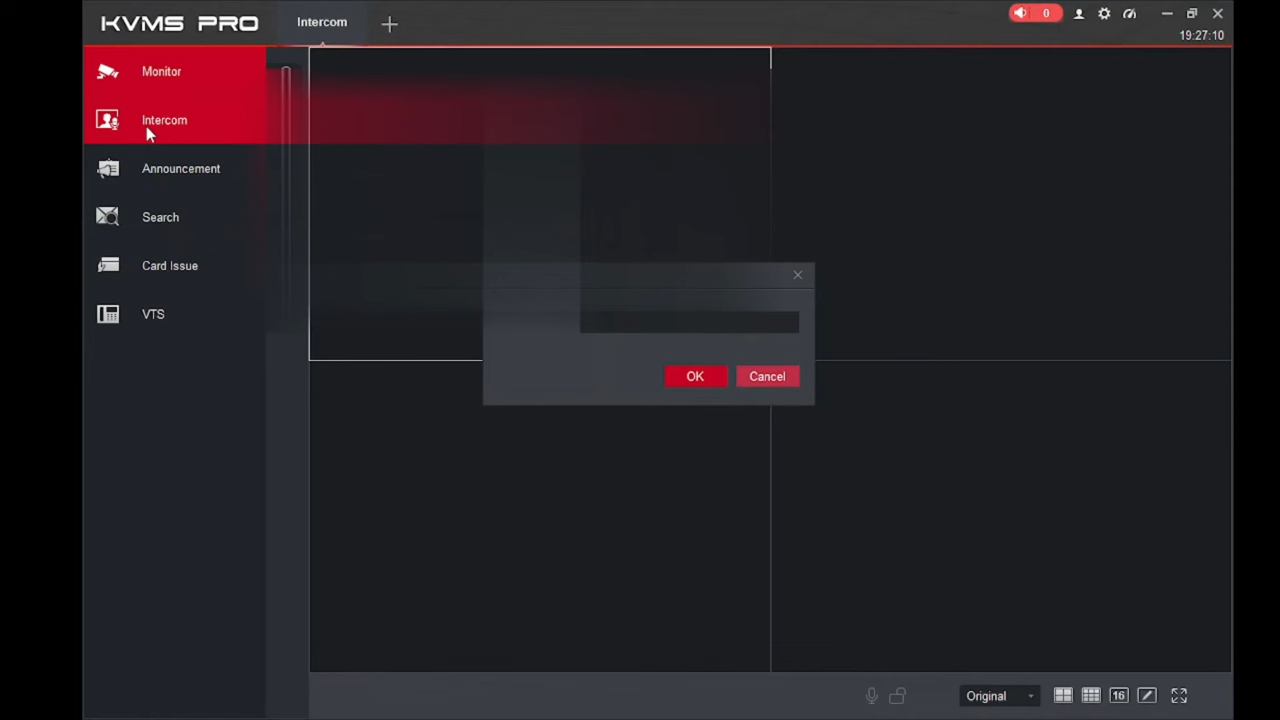 KVMS PRO
Intercom
0
19:27:10
Monitor
Intercom
Announcement
Search
Card Issue
VTS
OK
Cancel
Original
16